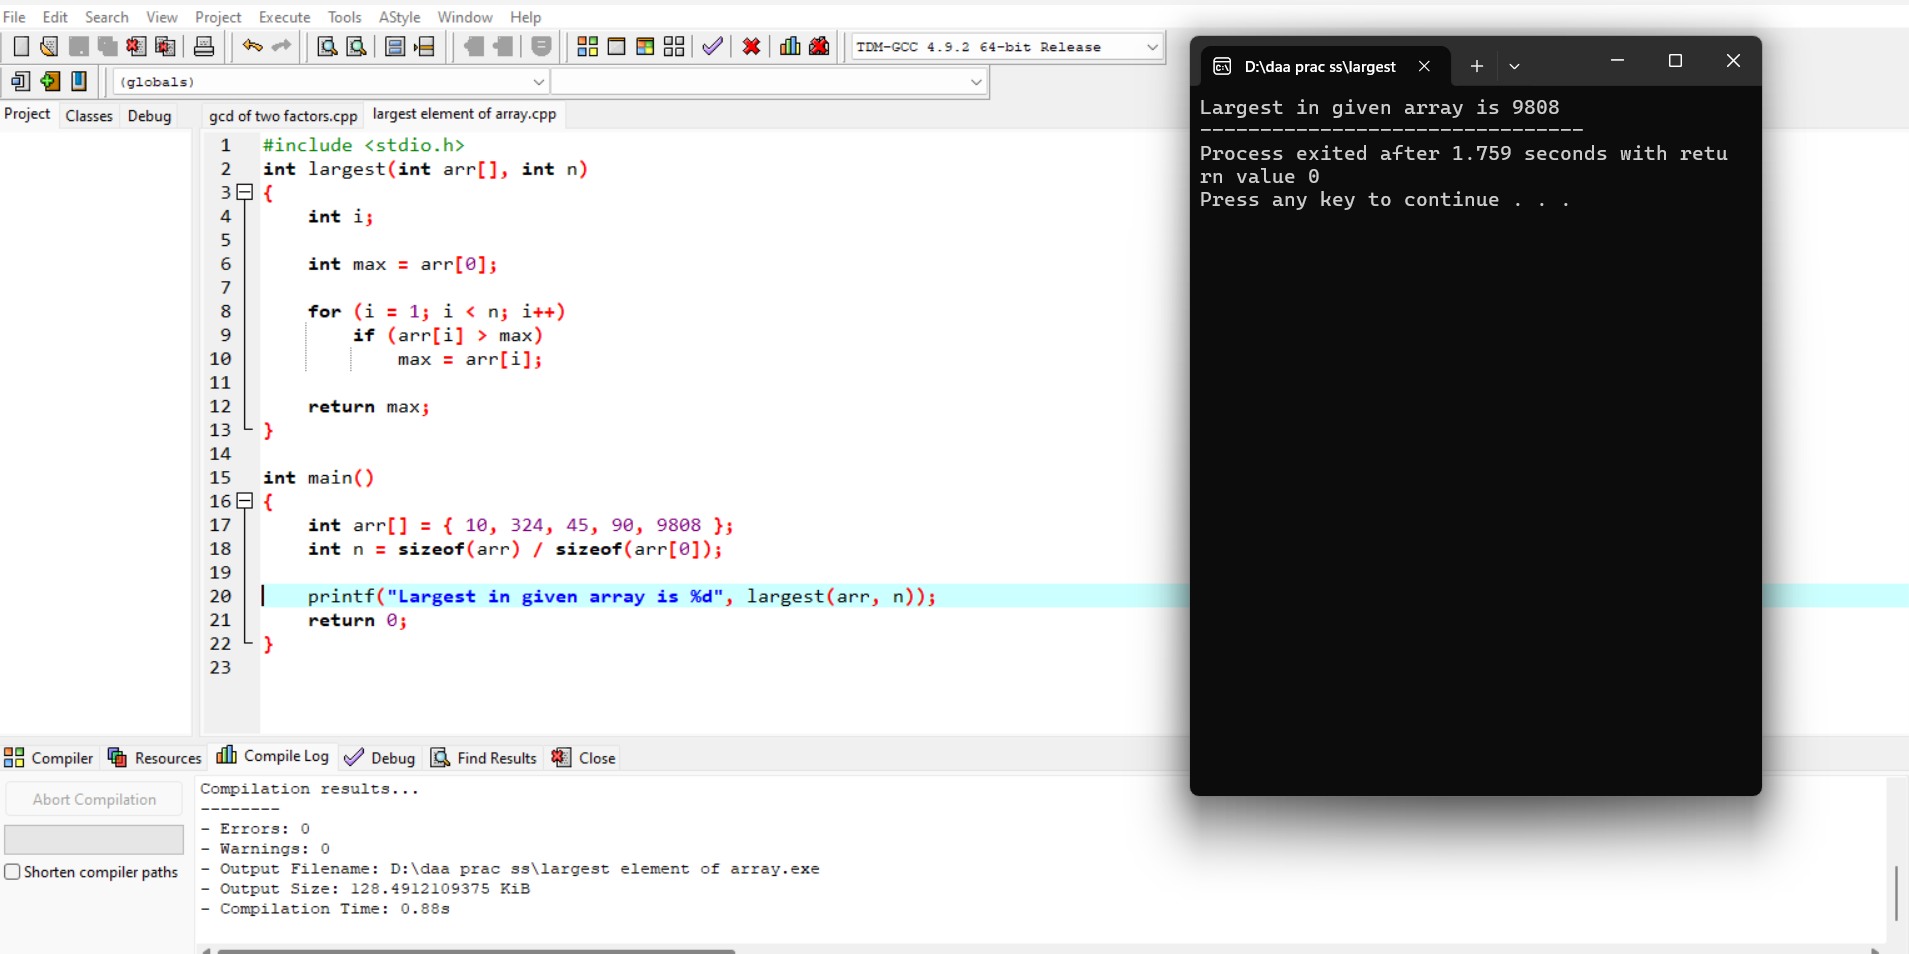 File Edit Search View Project Execute Tools AStyle Window Help
TDM-GCC 4.9.2 64-bit Release
(globals)
Project Classes Debug
gcd of two factors.cpp largest element of array.cpp
1 #include <stdio.h>
2 int largest(int arr[], int n)
3 {
4 int i;
5
6 int max = arr[0];
7
8 for (i = 1; i < n; i++)
9 if (arr[i] > max)
10 max = arr[i];
11
12 return max;
13 }
14
15 int main()
16 {
17 int arr[] = { 10, 324, 45, 90, 9808 };
18 int n = sizeof(arr) / sizeof(arr[0]);
19
20 printf("Largest in given array is %d", largest(arr, n));
21 return 0;
22 }
23
D:\daa prac ss\largest
Largest in given array is 9808
--------------------------------
Process exited after 1.759 seconds with retu
rn value 0
Press any key to continue . . .
Compiler Resources Compile Log Debug Find Results Close
Abort Compilation
Shorten compiler paths
Compilation results...
--------
- Errors: 0
- Warnings: 0
- Output Filename: D:\daa prac ss\largest element of array.exe
- Output Size: 128.4912109375 KiB
- Compilation Time: 0.88s